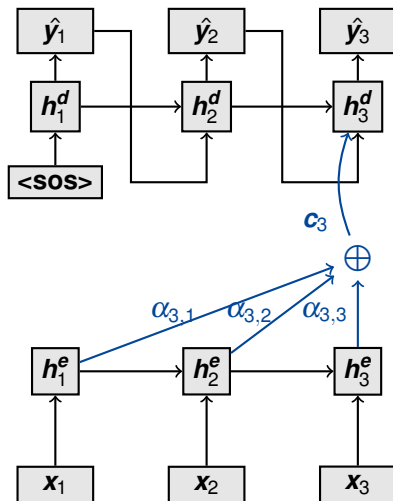 ŷ₁ ŷ₂ ŷ₃
h₁ᵈ h₂ᵈ h₃ᵈ
<sos>
c₃
α₃,₁ α₃,₂ α₃,₃
h₁ᵉ h₂ᵉ h₃ᵉ
x₁ x₂ x₃